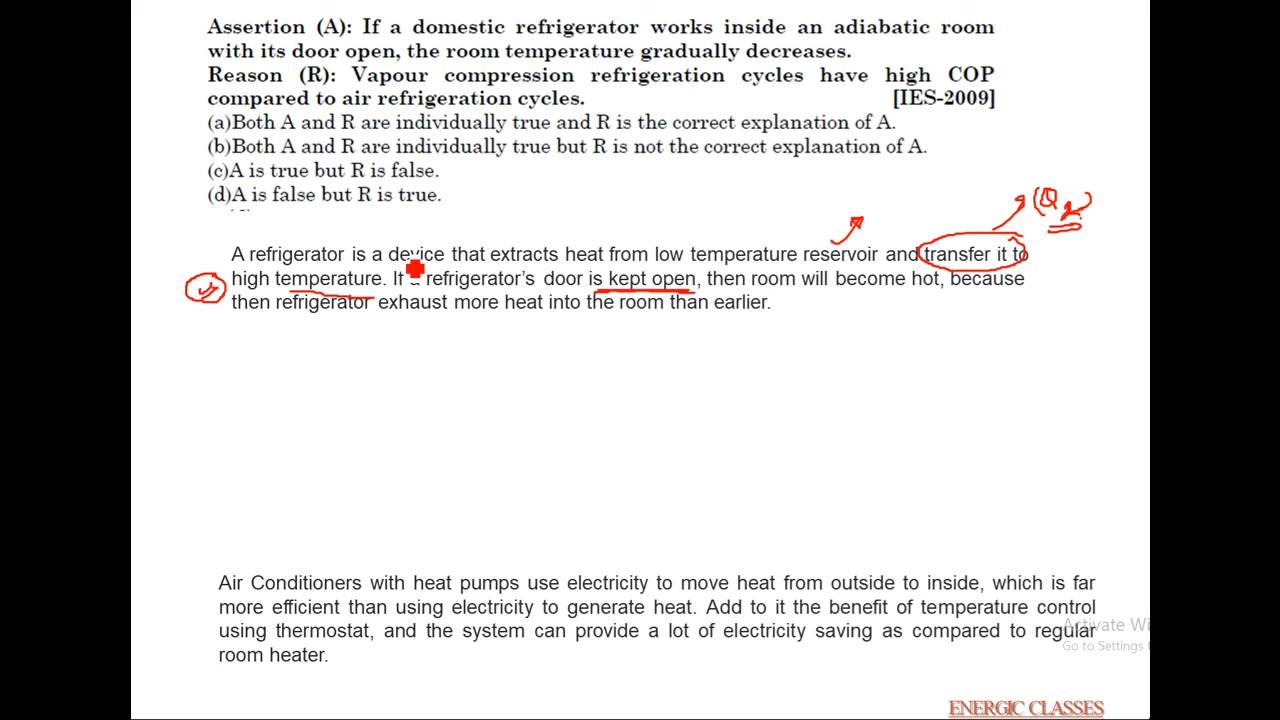 Assertion (A): If a domestic refrigerator works inside an adiabatic room
with its door open, the room temperature gradually decreases.
Reason (R): Vapour compression refrigeration cycles have high COP
compared to air refrigeration cycles. [IES-2009]
(a)Both A and R are individually true and R is the correct explanation of A.
(b)Both A and R are individually true but R is not the correct explanation of A.
(c)A is true but R is false.
(d)A is false but R is true.
A refrigerator is a device that extracts heat from low temperature reservoir and transfer it to
high temperature. If refrigerator's door is kept open, then room will become hot, because
then refrigerator exhaust more heat into the room than earlier.
Air Conditioners with heat pumps use electricity to move heat from outside to inside, which is far
more efficient than using electricity to generate heat. Add to it the benefit of temperature control
using thermostat, and the system can provide a lot of electricity saving as compared to regular
room heater.
Activate Wi
Go to Settings
ENERGIC CLASSES